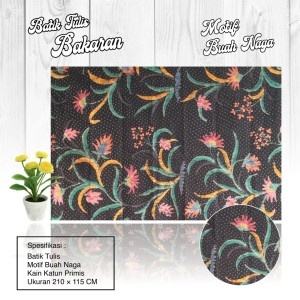 Batik Tulis
Bakaran
Motif
Buah Naga
Spesifikasi :
Batik Tulis
Motif Buah Naga
Kain Katun Primis
Ukuran 210 x 115 CM